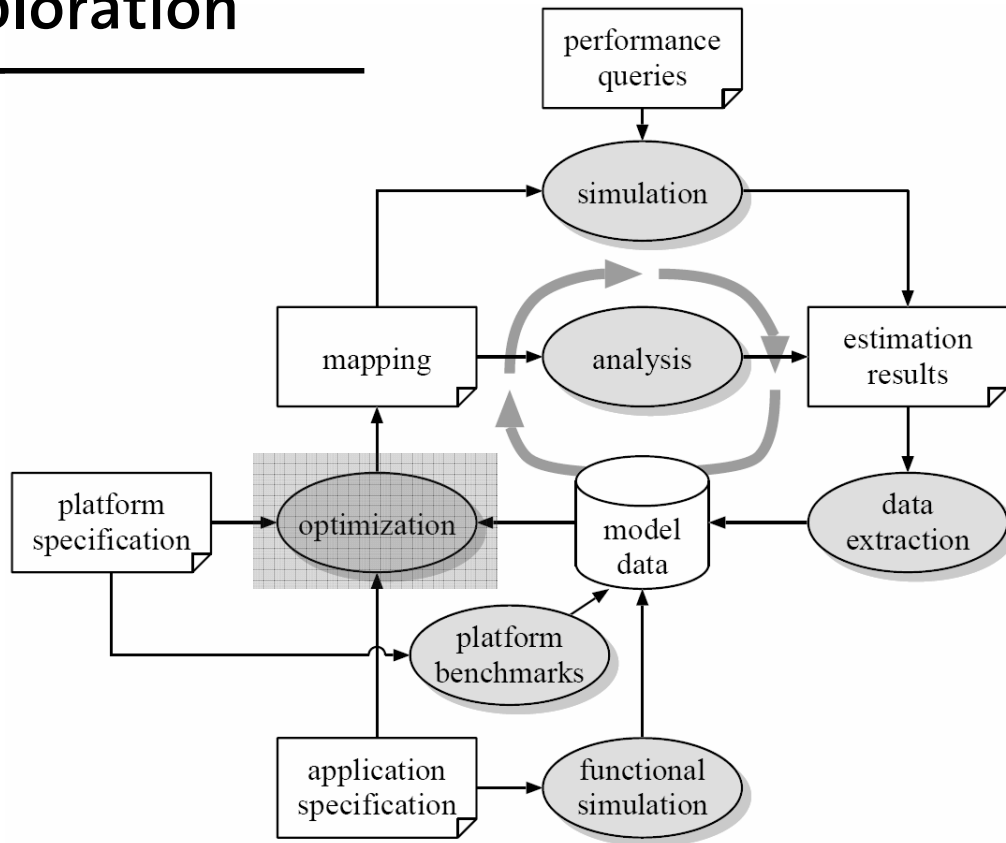 performance
queries
simulation
mapping
analysis
estimation
results
platform
specification
optimization
model
data
data
extraction
platform
benchmarks
application
specification
functional
simulation